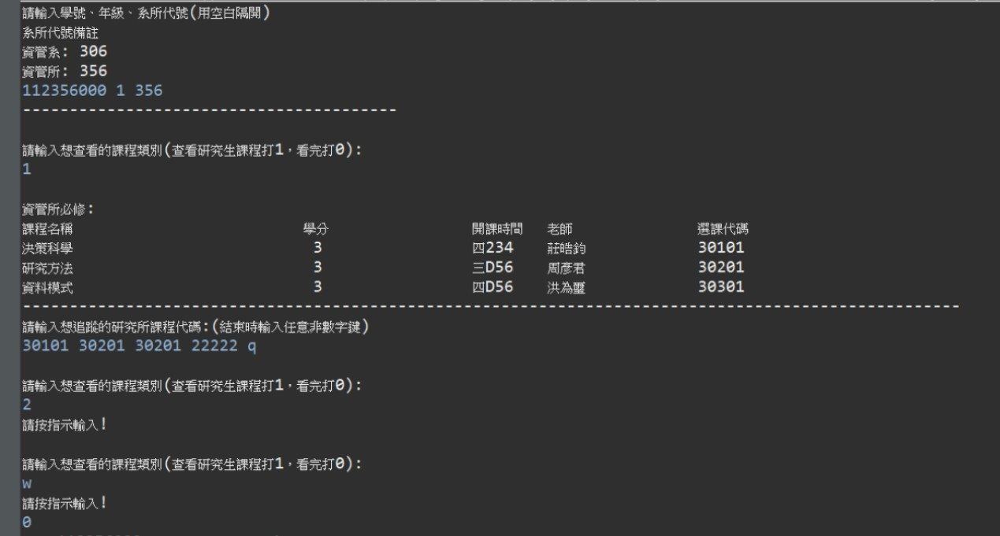 請輸入學號、年級、系所代號(用空白隔開)
系所代號備註
資管系: 306
資管所: 356
112356000 1 356
---------------------------------------
請輸入想查看的課程類別(查看研究生課程打1,看完打0):
1
資管所必修:
課程名稱 學分 開課時間 老師 選課代碼
決策科學 3 四234 莊皓鈞 30101
研究方法 3 三D56 周彥君 30201
資料模式 3 四D56 洪為璽 30301
--------------------------------------------------------------------------------------------------
請輸入想追蹤的研究所課程代碼:(結束時輸入任意非數字鍵)
30101 30201 30201 22222 q
請輸入想查看的課程類別(查看研究生課程打1,看完打0):
2
請按指示輸入!
請輸入想查看的課程類別(查看研究生課程打1,看完打0):
w
請按指示輸入!
0